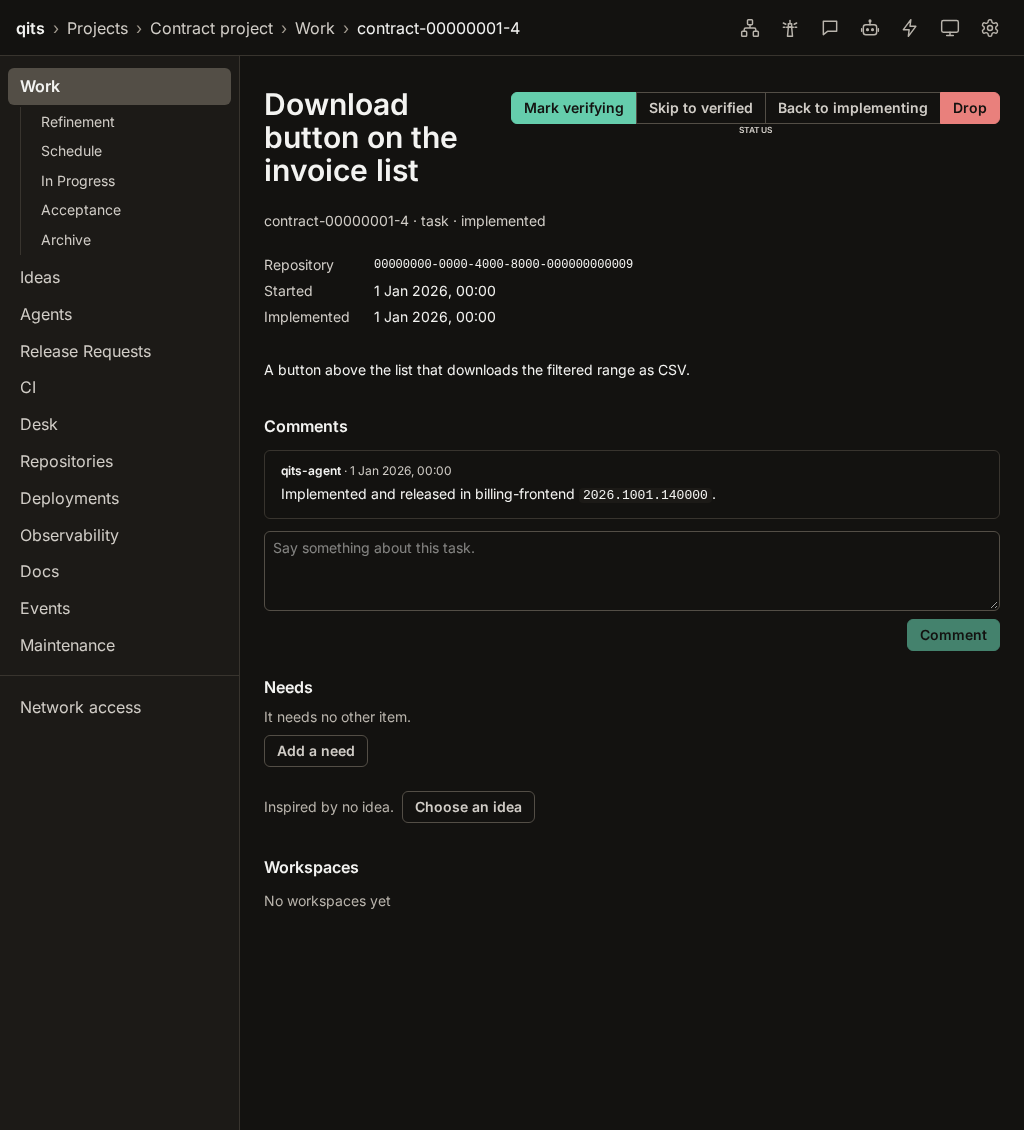 qits › Projects › Contract project › Work › contract-00000001-4
Work
Refinement
Schedule
In Progress
Acceptance
Archive
Ideas
Agents
Release Requests
CI
Desk
Repositories
Deployments
Observability
Docs
Events
Maintenance
Network access
Download
button on the
invoice list
Mark verifying
Skip to verified
Back to implementing
Drop
STATUS
contract-00000001-4 · task · implemented
Repository 00000000-0000-4000-8000-000000000009
Started 1 Jan 2026, 00:00
Implemented 1 Jan 2026, 00:00
A button above the list that downloads the filtered range as CSV.
Comments
qits-agent · 1 Jan 2026, 00:00
Implemented and released in billing-frontend 2026.1001.140000.
Say something about this task.
Comment
Needs
It needs no other item.
Add a need
Inspired by no idea. Choose an idea
Workspaces
No workspaces yet